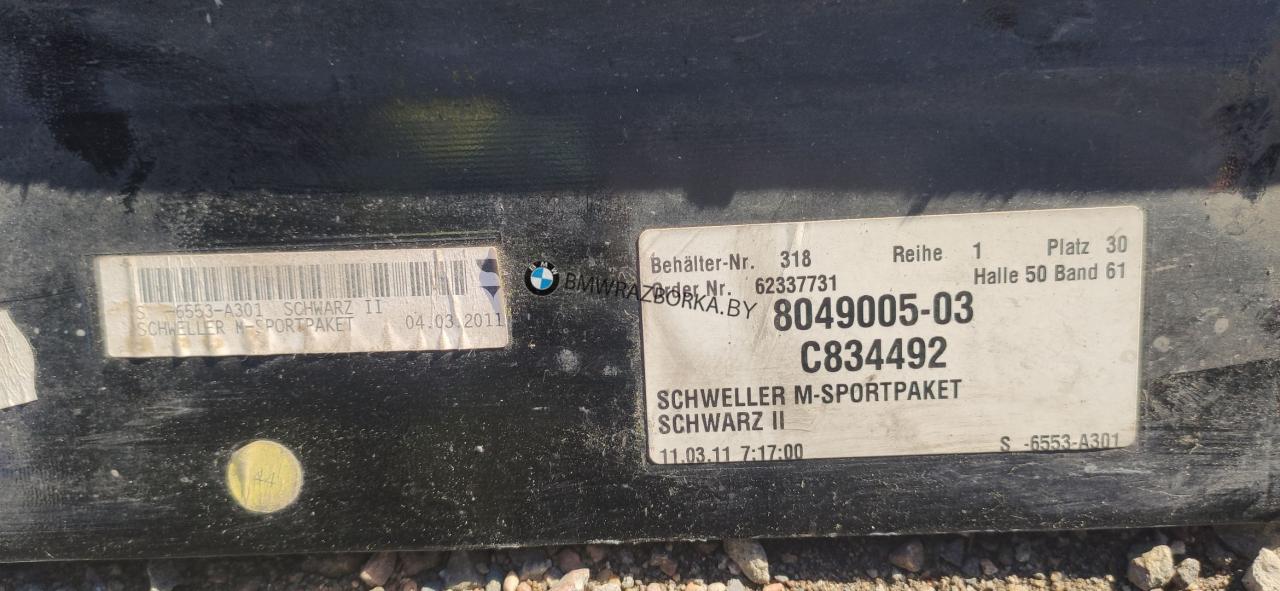 S -6553-A301 SCHWARZ II
SCHWELLER M-SPORTPAKET 04.03.2011
44
BMW
BMWRAZBORKA.BY
Behälter-Nr. 318 Reihe 1 Platz 30
Order Nr. 62337731 Halle 50 Band 61
8049005-03
C834492
SCHWELLER M-SPORTPAKET
SCHWARZ II
11.03.11 7:17:00 S -6553-A301